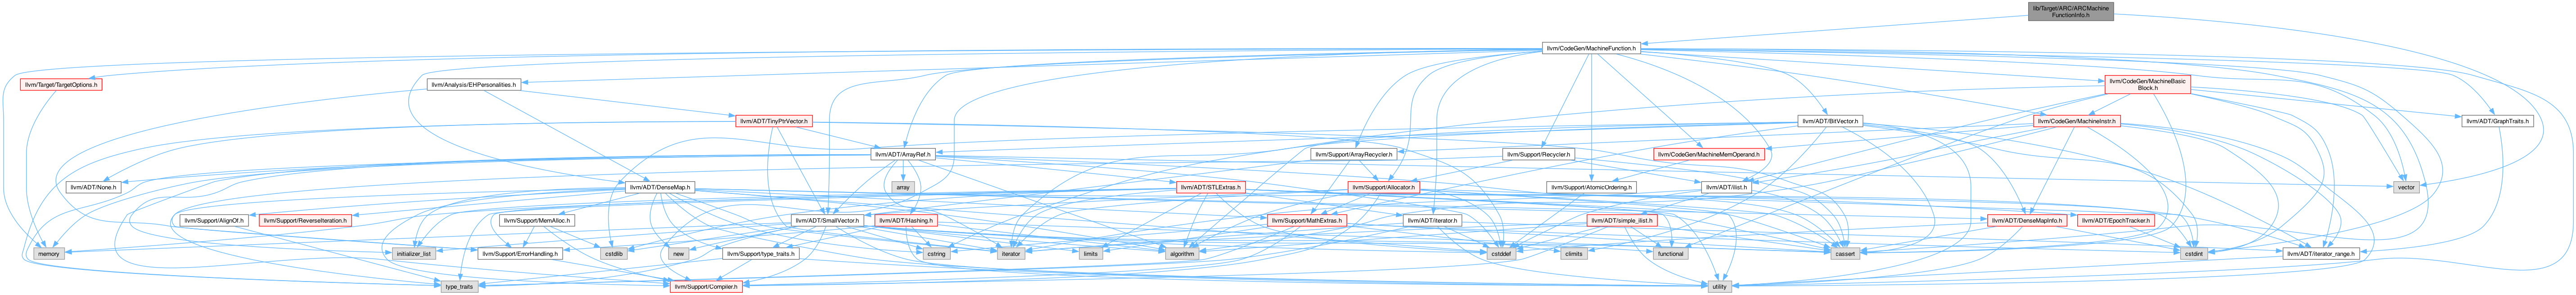 lib/Target/ARC/ARCMachine
FunctionInfo.h
llvm/CodeGen/MachineFunction.h
llvm/Target/TargetOptions.h
llvm/Analysis/EHPersonalities.h
llvm/CodeGen/MachineBasic
Block.h
llvm/ADT/TinyPtrVector.h
llvm/ADT/BitVector.h
llvm/CodeGen/MachineInstr.h
llvm/ADT/GraphTraits.h
llvm/ADT/ArrayRef.h
llvm/Support/ArrayRecycler.h
llvm/Support/Recycler.h
llvm/CodeGen/MachineMemOperand.h
llvm/ADT/None.h
llvm/ADT/DenseMap.h
array
llvm/ADT/STLExtras.h
llvm/Support/Allocator.h
llvm/Support/AtomicOrdering.h
llvm/ADT/ilist.h
vector
llvm/Support/AlignOf.h
llvm/Support/ReverseIteration.h
llvm/Support/MemAlloc.h
llvm/ADT/SmallVector.h
llvm/ADT/Hashing.h
llvm/Support/MathExtras.h
llvm/ADT/iterator.h
llvm/ADT/simple_ilist.h
llvm/ADT/DenseMapInfo.h
llvm/ADT/EpochTracker.h
memory
initializer_list
llvm/Support/ErrorHandling.h
cstdlib
new
llvm/Support/type_traits.h
cstring
iterator
limits
algorithm
cstddef
climits
functional
cassert
cstdint
llvm/ADT/iterator_range.h
type_traits
llvm/Support/Compiler.h
utility